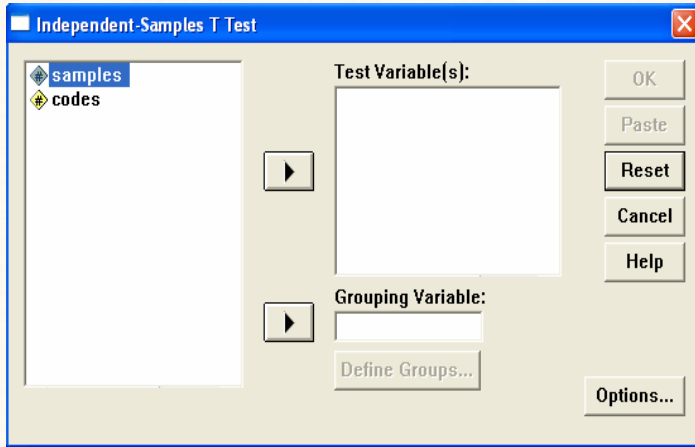 Independent-Samples T Test
samples
codes
Test Variable(s):
Grouping Variable:
Define Groups...
OK
Paste
Reset
Cancel
Help
Options...